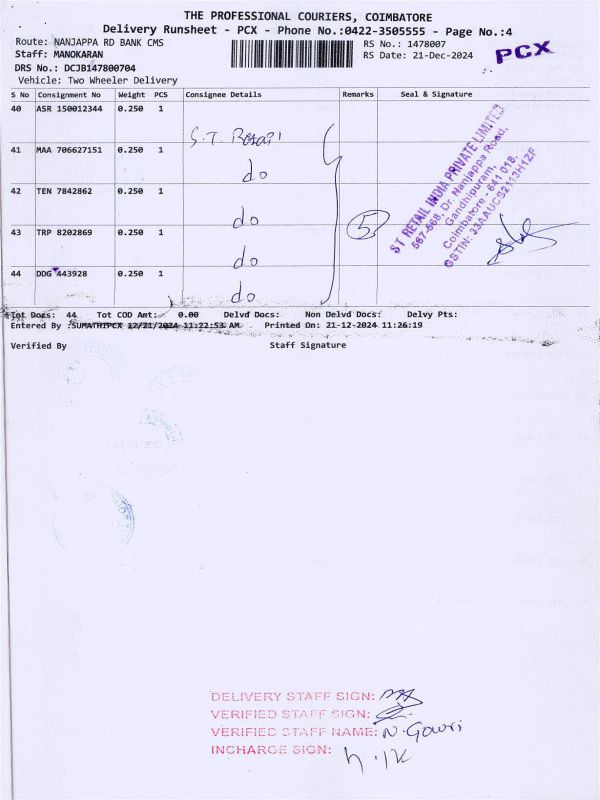 THE PROFESSIONAL COURIERS, COIMBATORE
Delivery Runsheet - PCX - Phone No.:0422-3505555 - Page No.:4
Route: NANJAPPA RD BANK CMS
RS No.: 1478007
Staff: MANOKARAN
RS Date: 21-Dec-2024
PCX
DRS No.: DCJB147800704
Vehicle: Two Wheeler Delivery
S No Consignment No Weight PCS Consignee Details Remarks Seal & Signature
40 ASR 150012344 0.250 1
S.T. Retail
41 MAA 706627151 0.250 1
do
42 TEN 7842862 0.250 1
do
5
43 TRP 8202869 0.250 1
do
44 DDG 443928 0.250 1
do
ST RETAIL INDIA PRIVATE LIMITED
567-568, Dr. Nanjappa Road,
Gandhipuram,
Coimbatore - 641 018.
GSTIN: 33AAUCS2113H1ZF
Tot Docs: 44 Tot COD Amt: 0.00 Delvd Docs: Non Delvd Docs: Delvy Pts:
Entered By :SUMATHIPCX 12/21/2024 11:22:53 AM Printed On: 21-12-2024 11:26:19
Verified By Staff Signature
DELIVERY STAFF SIGN:
VERIFIED STAFF SIGN:
VERIFIED STAFF NAME: N. Gowri
INCHARGE SIGN: